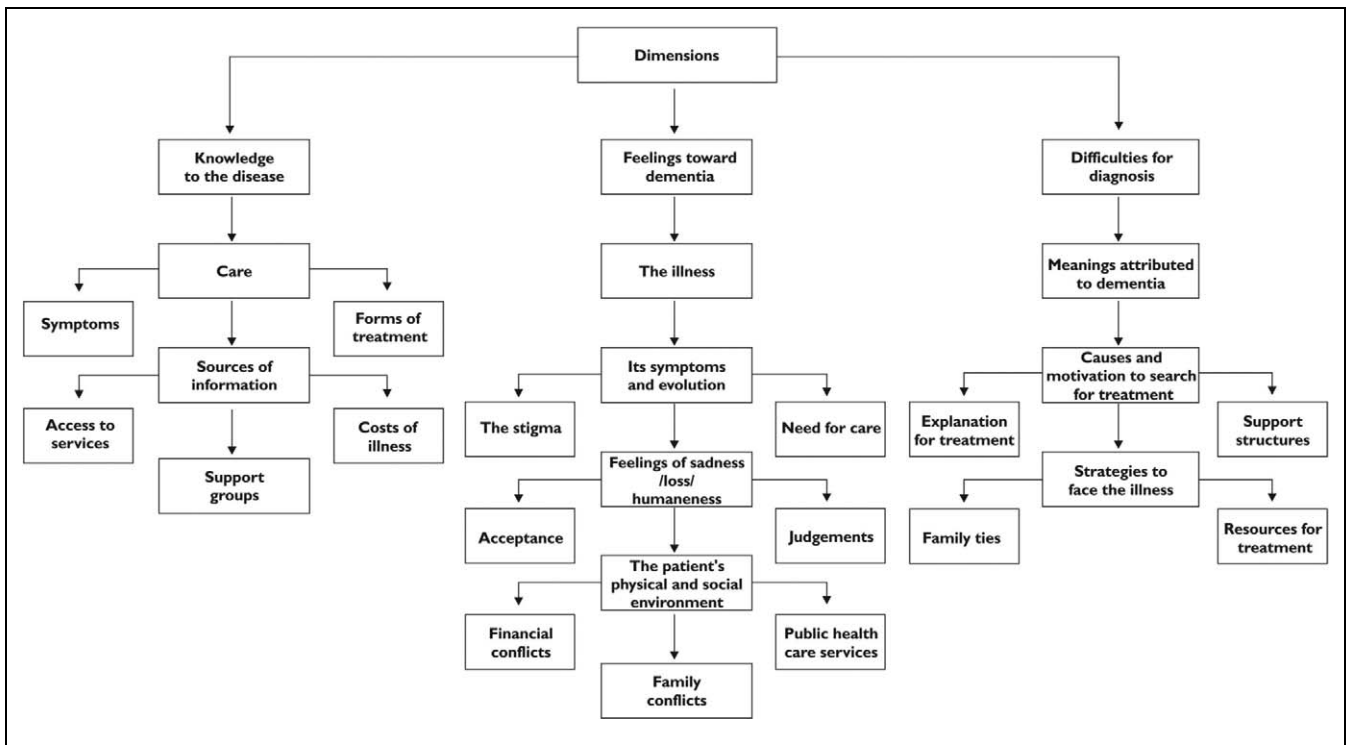 Dimensions
Knowledge
to the disease
Feelings toward
dementia
Difficulties for
diagnosis
Care
The illness
Meanings attributed
to dementia
Symptoms
Forms of
treatment
Sources of
information
Its symptoms
and evolution
Causes and
motivation to search
for treatment
Access to
services
Costs of
illness
The stigma
Need for care
Explanation
for treatment
Support
structures
Support
groups
Feelings of sadness
/loss/
humaneness
Strategies to
face the illness
Acceptance
Judgements
Family ties
Resources for
treatment
The patient's
physical and social
environment
Financial
conflicts
Public health
care services
Family
conflicts